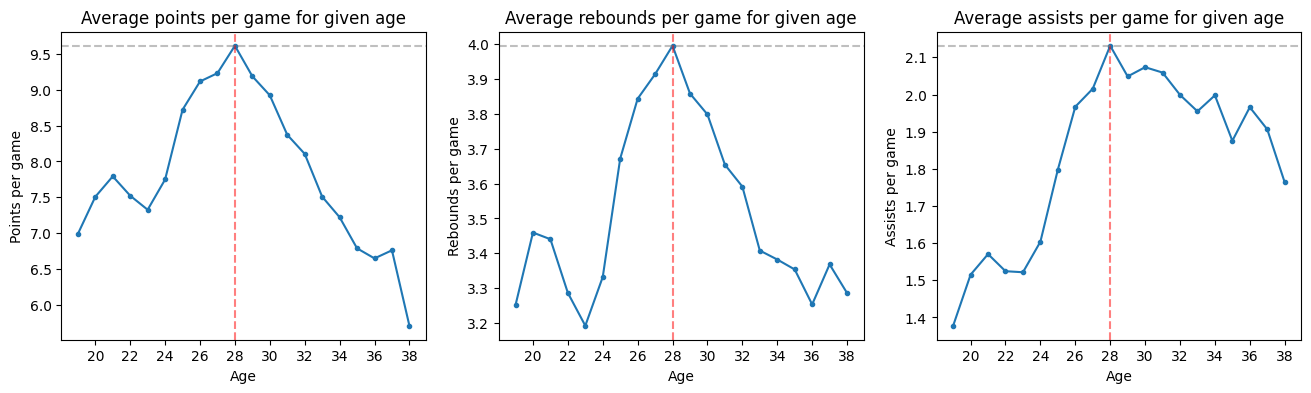 Average points per game for given age
Points per game
9.5
9.0
8.5
8.0
7.5
7.0
6.5
6.0
20 22 24 26 28 30 32 34 36 38
Age
Average rebounds per game for given age
Rebounds per game
4.0
3.9
3.8
3.7
3.6
3.5
3.4
3.3
3.2
20 22 24 26 28 30 32 34 36 38
Age
Average assists per game for given age
Assists per game
2.1
2.0
1.9
1.8
1.7
1.6
1.5
1.4
20 22 24 26 28 30 32 34 36 38
Age